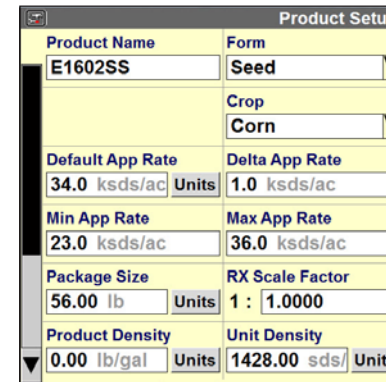 Product Setu
Product Name Form
E1602SS Seed
Crop
Corn
Default App Rate Delta App Rate
34.0 ksds/ac Units 1.0 ksds/ac
Min App Rate Max App Rate
23.0 ksds/ac 36.0 ksds/ac
Package Size RX Scale Factor
56.00 lb Units 1 : 1.0000
Product Density Unit Density
0.00 lb/gal Units 1428.00 sds/ Unit